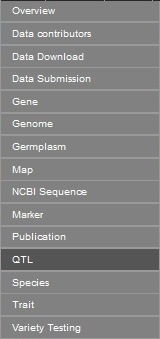 Overview
Data contributors
Data Download
Data Submission
Gene
Genome
Germplasm
Map
NCBI Sequence
Marker
Publication
QTL
Species
Trait
Variety Testing